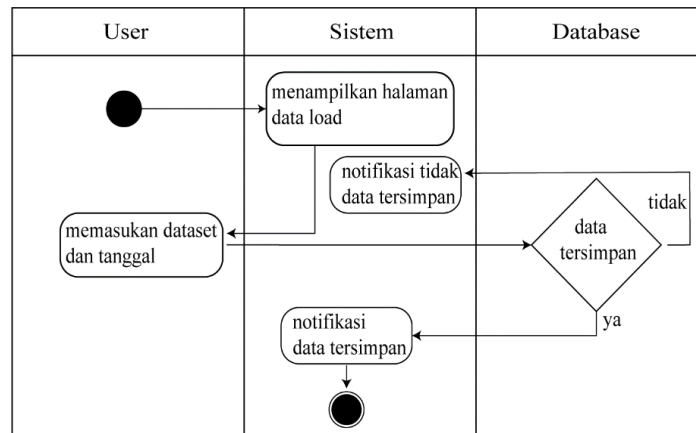 User
Sistem
Database
menampilkan halaman
data load
notifikasi tidak
data tersimpan
tidak
memasukan dataset
dan tanggal
data
tersimpan
ya
notifikasi
data tersimpan